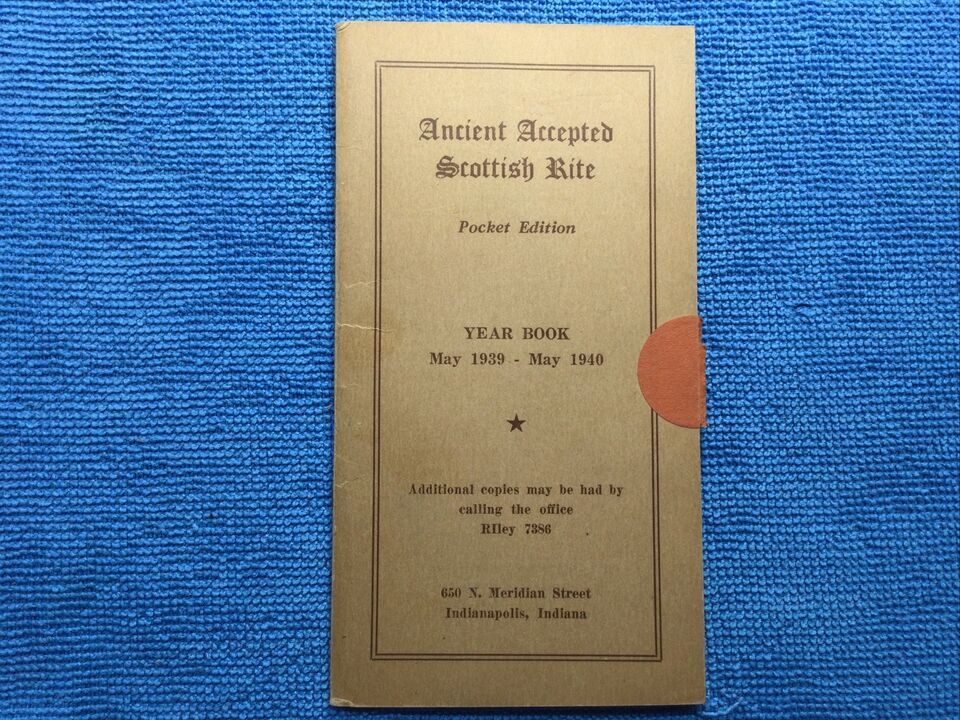 Ancient Accepted
Scottish Rite
Pocket Edition
YEAR BOOK
May 1939 - May 1940
Additional copies may be had by
calling the office
RIley 7386
650 N. Meridian Street
Indianapolis, Indiana